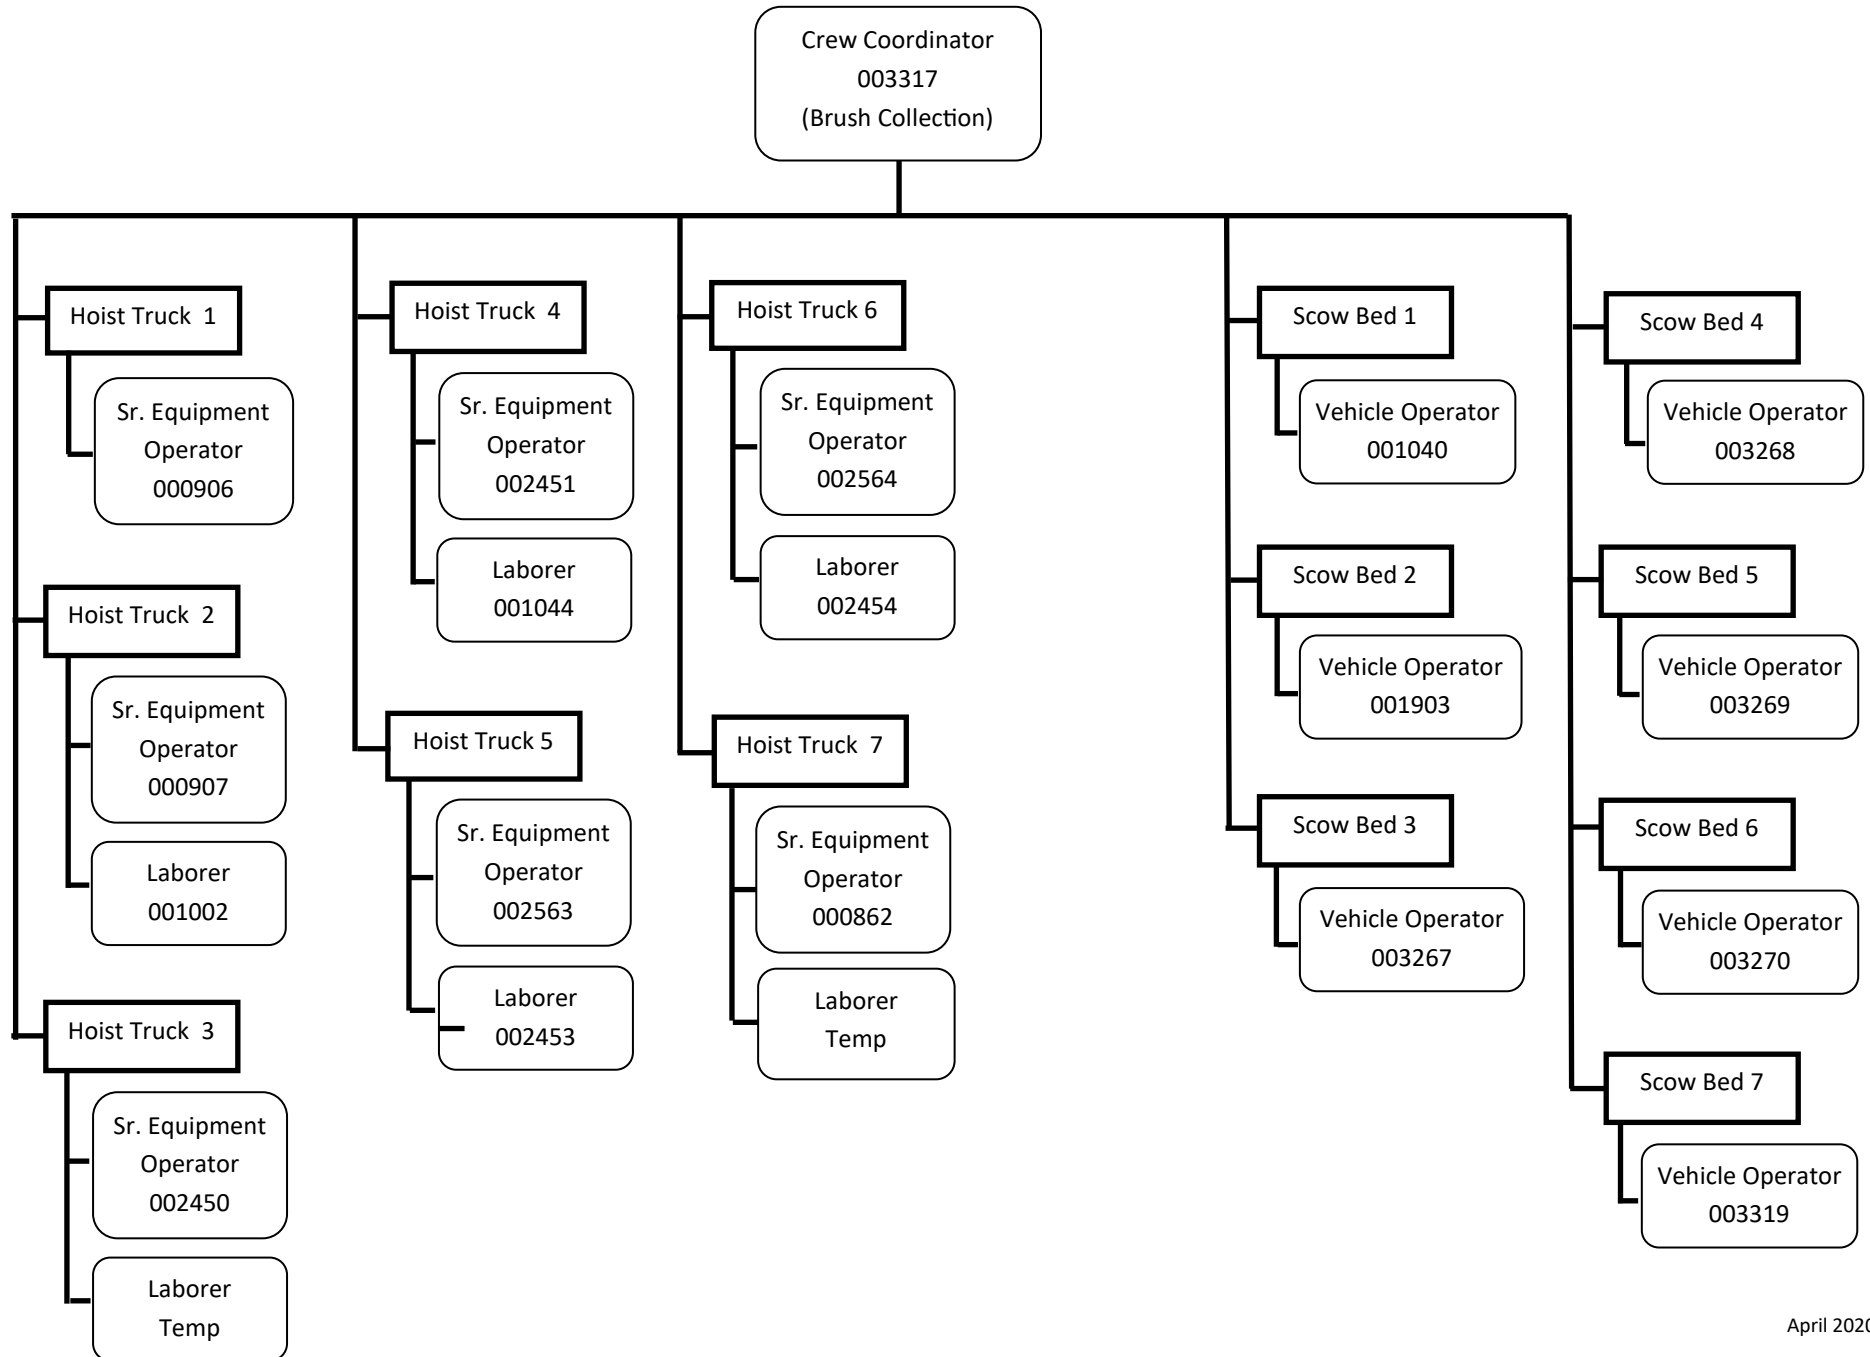 Crew Coordinator
003317
(Brush Collection)
Hoist Truck 1
Sr. Equipment
Operator
000906
Hoist Truck 2
Sr. Equipment
Operator
000907
Laborer
001002
Hoist Truck 3
Sr. Equipment
Operator
002450
Laborer
Temp
Hoist Truck 4
Sr. Equipment
Operator
002451
Laborer
001044
Hoist Truck 5
Sr. Equipment
Operator
002563
Laborer
002453
Hoist Truck 6
Sr. Equipment
Operator
002564
Laborer
002454
Hoist Truck 7
Sr. Equipment
Operator
000862
Laborer
Temp
Scow Bed 1
Vehicle Operator
001040
Scow Bed 2
Vehicle Operator
001903
Scow Bed 3
Vehicle Operator
003267
Scow Bed 4
Vehicle Operator
003268
Scow Bed 5
Vehicle Operator
003269
Scow Bed 6
Vehicle Operator
003270
Scow Bed 7
Vehicle Operator
003319
April 2020